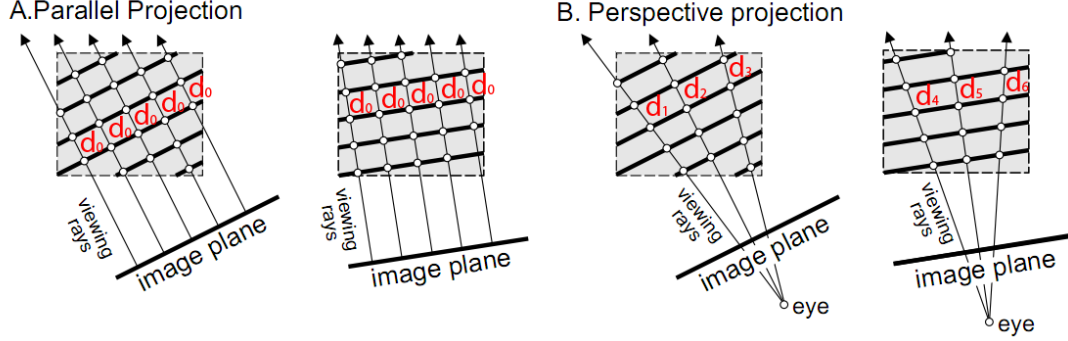 A.Parallel Projection
d₀ d₀ d₀ d₀ d₀
viewing
rays
image plane
d₀ d₀ d₀ d₀ d₀
viewing
rays
image plane
B. Perspective projection
d₁ d₂ d₃
viewing
rays
image plane
eye
d₄ d₅ d₆
viewing
rays
image plane
eye